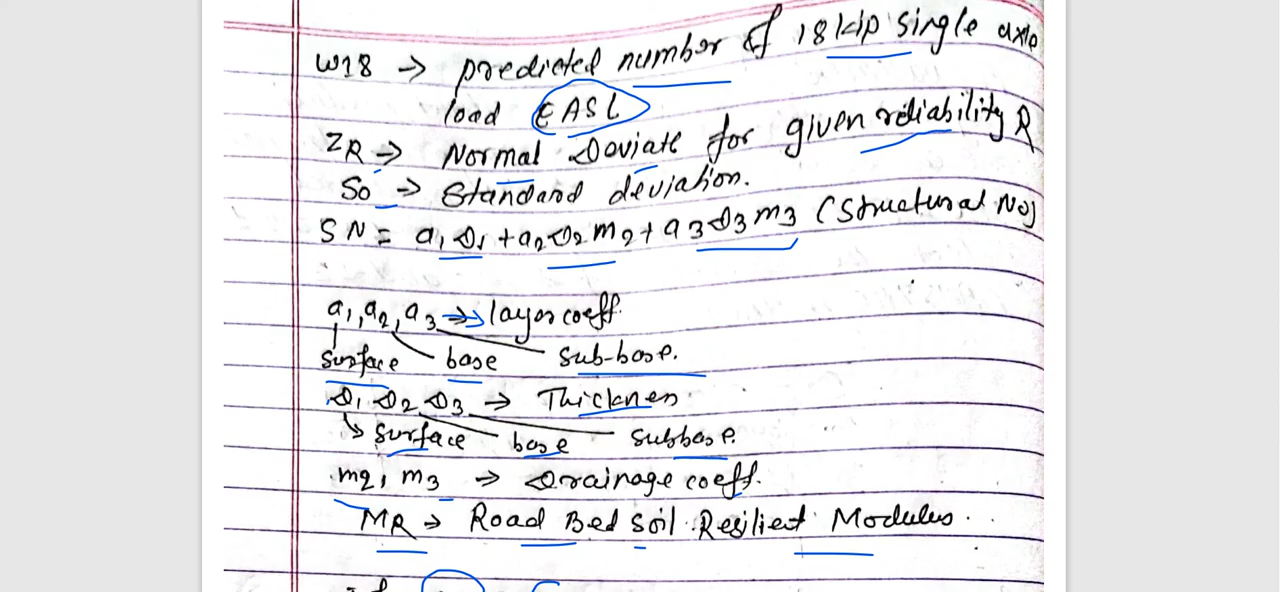 W18 → predicted number of 18 kip single axle
load EASL
ZR → Normal Deviate for given reliability R
So → Standard deviation.
SN = a1D1 + a2D2m2 + a3D3m3 (Structural No)
a1, a2, a3 → layer coeff.
Surface base sub-base.
D1 D2 D3 → Thicknes
↳ surface base subbase.
m2, m3 → Drainage coeff.
MR → Road Bed Soil Resilient Modulus.